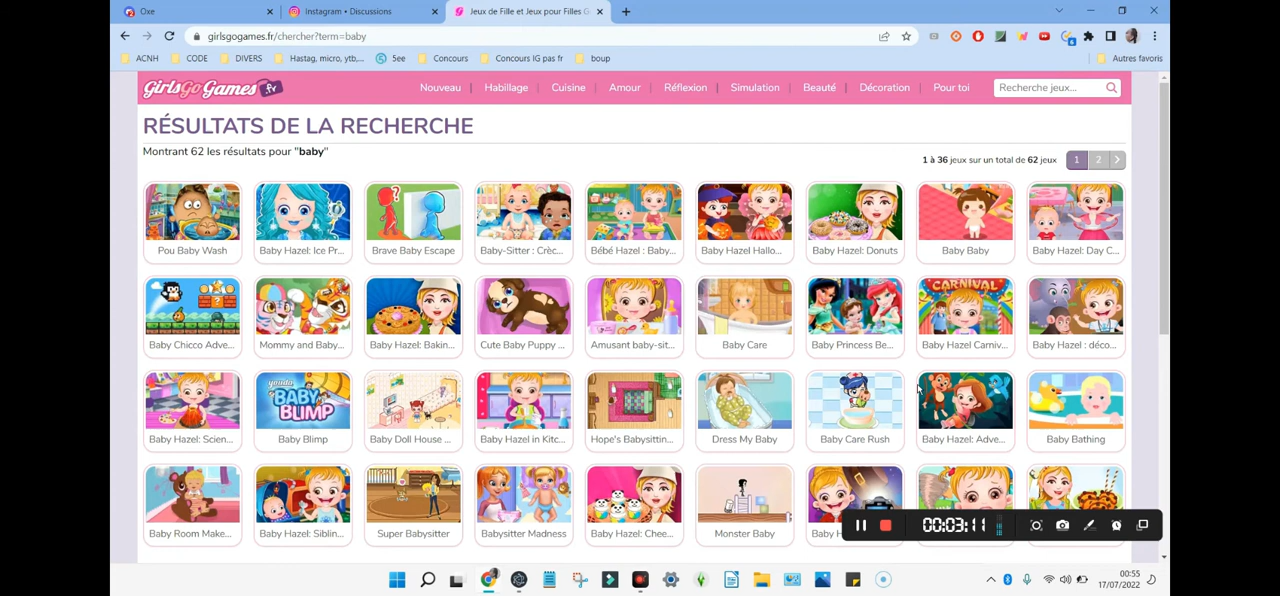 Oxe
Instagram • Discussions
Jeux de Fille et Jeux pour Filles G
girlsgogames.fr/chercher?term=baby
ACNH
CODE
DIVERS
Hastag, micro, ytb,...
5ee
Concours
Concours IG pas fr
boup
Autres favoris
GirlsGoGames .fr
Nouveau
Habillage
Cuisine
Amour
Réflexion
Simulation
Beauté
Décoration
Pour toi
Recherche jeux...
RÉSULTATS DE LA RECHERCHE
Montrant 62 les résultats pour "baby"
1 à 36 jeux sur un total de 62 jeux
1 2
Pou Baby Wash
Baby Hazel: Ice Pr...
Brave Baby Escape
Baby-Sitter : Crèc...
Bébé Hazel : Baby...
Baby Hazel Hallo...
Baby Hazel: Donuts
Baby Baby
Baby Hazel: Day C...
CARNIVAL
Baby Chicco Adve...
Mommy and Baby...
Baby Hazel: Bakin...
Cute Baby Puppy ...
Amusant baby-sit...
Baby Care
Baby Princess Be...
Baby Hazel Carniv...
Baby Hazel : déco...
youda
BABY
BLIMP
Baby Hazel: Scien...
Baby Blimp
Baby Doll House ...
Baby Hazel in Kitc...
Hope's Babysittin...
Dress My Baby
Baby Care Rush
Baby Hazel: Adve...
Baby Bathing
Baby Room Make...
Baby Hazel: Siblin...
Super Babysitter
Babysitter Madness
Baby Hazel: Chee...
Monster Baby
Baby H
00:03:11
6
00:55
17/07/2022